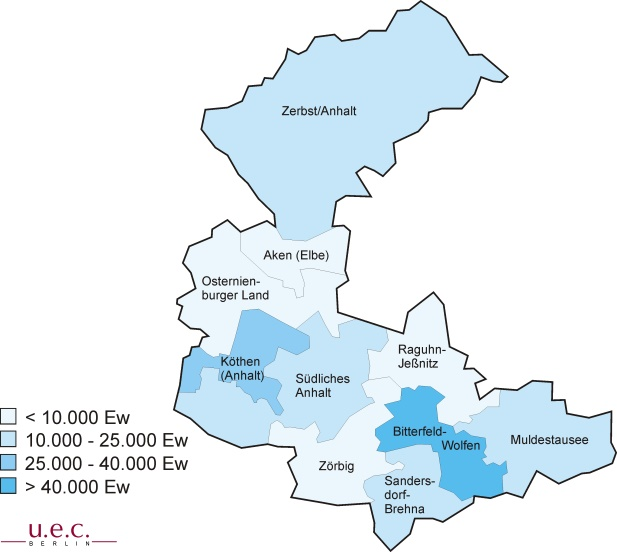 Zerbst/Anhalt
Aken (Elbe)
Osternien-
burger Land
Raguhn-
Jeßnitz
Köthen
(Anhalt)
Südliches
Anhalt
Bitterfeld-
Wolfen
Muldestausee
Zörbig
Sanders-
dorf-
Brehna
< 10.000 Ew
10.000 - 25.000 Ew
25.000 - 40.000 Ew
> 40.000 Ew
u.e.c.
BERLIN